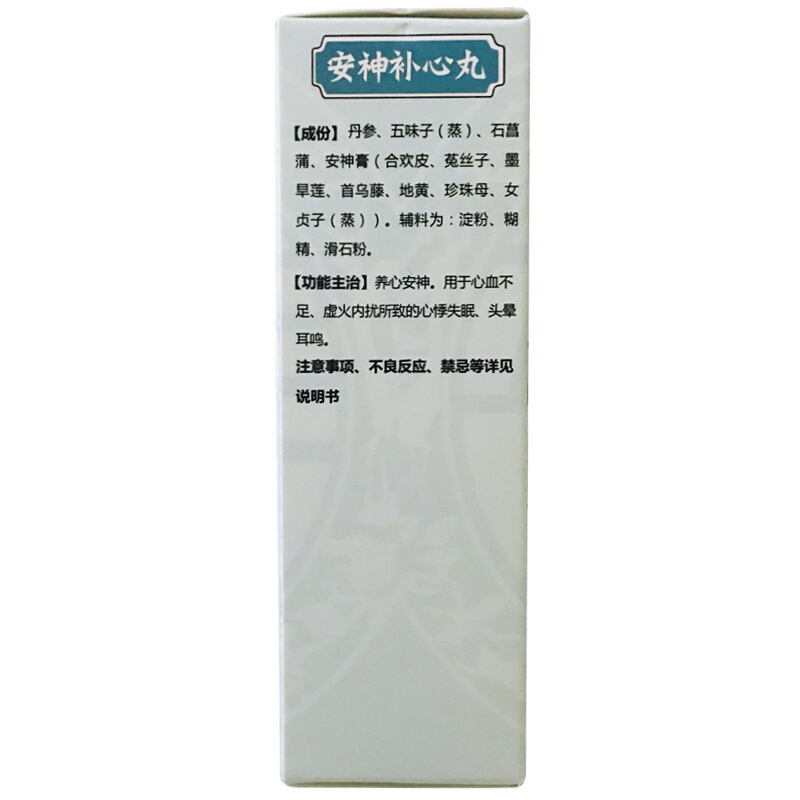 安神补心丸
【成份】丹参、五味子(蒸)、石菖
蒲、安神膏(合欢皮、菟丝子、墨
旱莲、首乌藤、地黄、珍珠母、女
贞子(蒸))。辅料为:淀粉、糊
精、滑石粉。
【功能主治】养心安神。用于心血不
足、虚火内扰所致的心悸失眠、头晕
耳鸣。
注意事项、不良反应、禁忌等详见
说明书